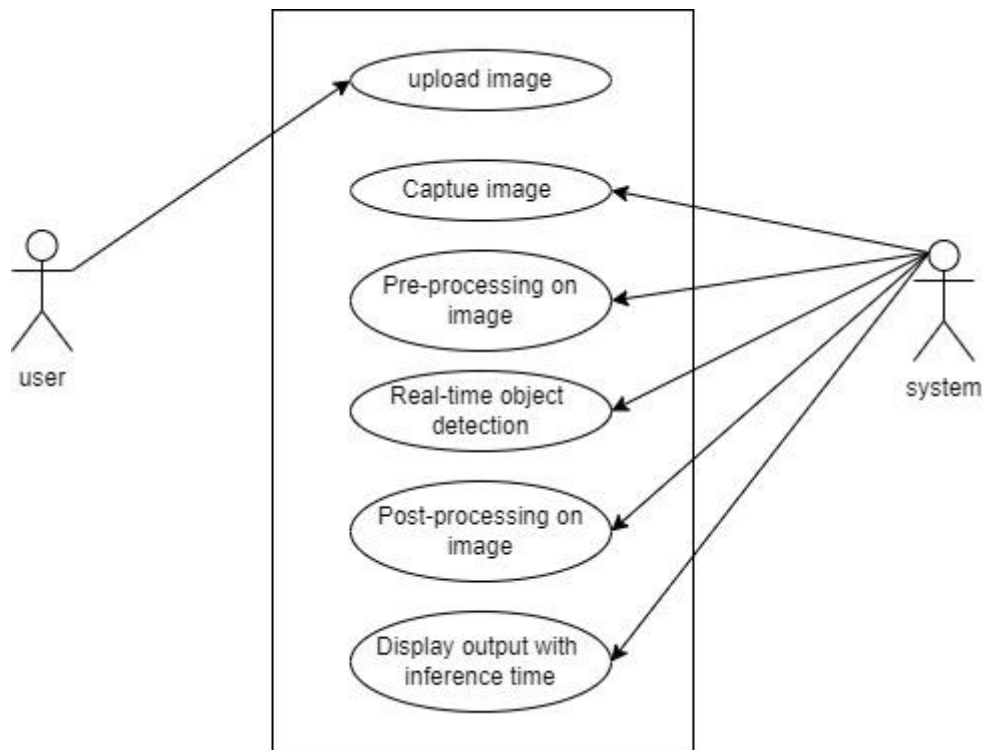 upload image
Captue image
Pre-processing on
image
Real-time object
detection
user
system
Post-processing on
image
Display output with
inference time